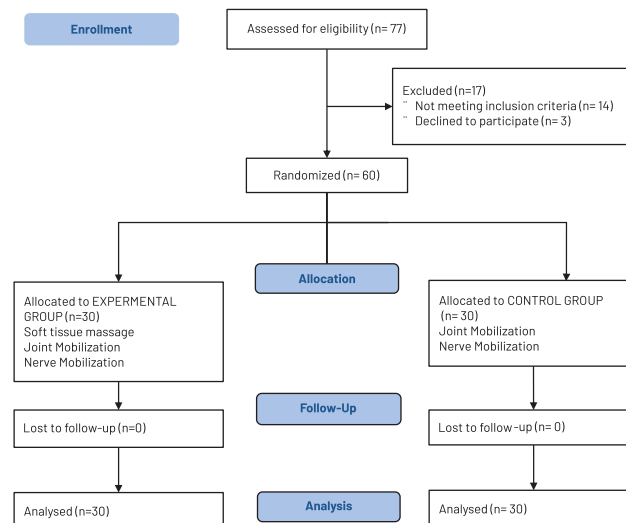 Enrollment
Assessed for eligibility (n= 77)
Excluded (n=17)
¨ Not meeting inclusion criteria (n= 14)
¨ Declined to participate (n= 3)
Randomized (n= 60)
Allocation
Allocated to EXPERMENTAL
GROUP (n=30)
Soft tissue massage
Joint Mobilization
Nerve Mobilization
Allocated to CONTROL GROUP
(n= 30)
Joint Mobilization
Nerve Mobilization
Follow-Up
Lost to follow-up (n=0)
Lost to follow-up (n= 0)
Analysis
Analysed (n=30)
Analysed (n= 30)